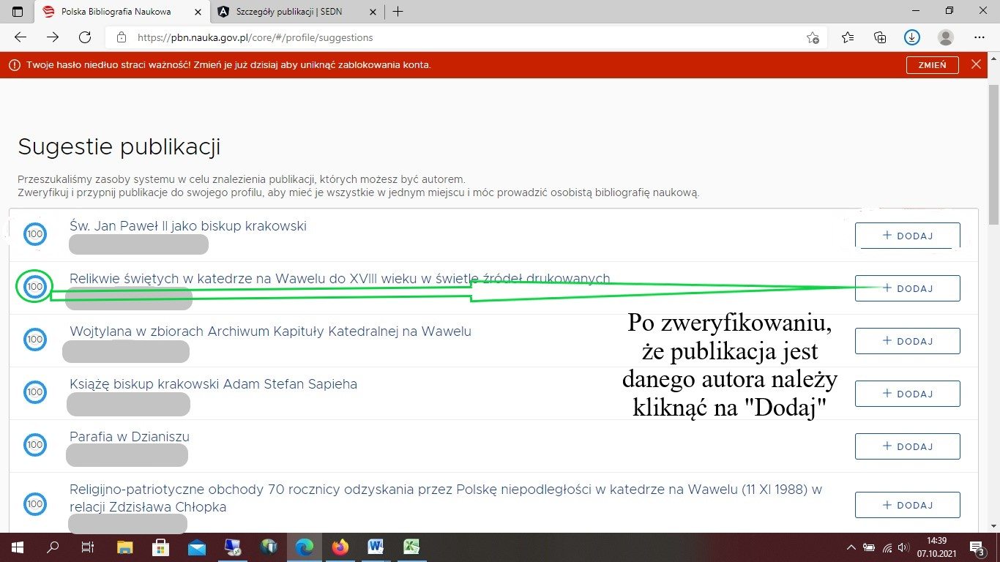 Polska Bibliografia Naukowa
Szczegóły publikacji | SEDN
https://pbn.nauka.gov.pl/core/#/profile/suggestions
Twoje hasło niedłuo straci ważność! Zmień je już dzisiaj aby uniknąć zablokowania konta.
ZMIEŃ
Sugestie publikacji
Przeszukaliśmy zasoby systemu w celu znalezienia publikacji, których możesz być autorem.
Zweryfikuj i przypnij publikacje do swojego profilu, aby mieć je wszystkie w jednym miejscu i móc prowadzić osobistą bibliografię naukową.
100
Św. Jan Paweł II jako biskup krakowski
+ DODAJ
100
Relikwie świętych w katedrze na Wawelu do XVIII wieku w świetle źródeł drukowanych
+ DODAJ
Po zweryfikowaniu,
że publikacja jest
danego autora należy
kliknąć na "Dodaj"
100
Wojtylana w zbiorach Archiwum Kapituły Katedralnej na Wawelu
+ DODAJ
100
Książę biskup krakowski Adam Stefan Sapieha
+ DODAJ
100
Parafia w Dzianiszu
+ DODAJ
100
Religijno-patriotyczne obchody 70 rocznicy odzyskania przez Polskę niepodległości w katedrze na Wawelu (11 XI 1988) w
relacji Zdzisława Chłopka
+ DODAJ
14:39
07.10.2021
3